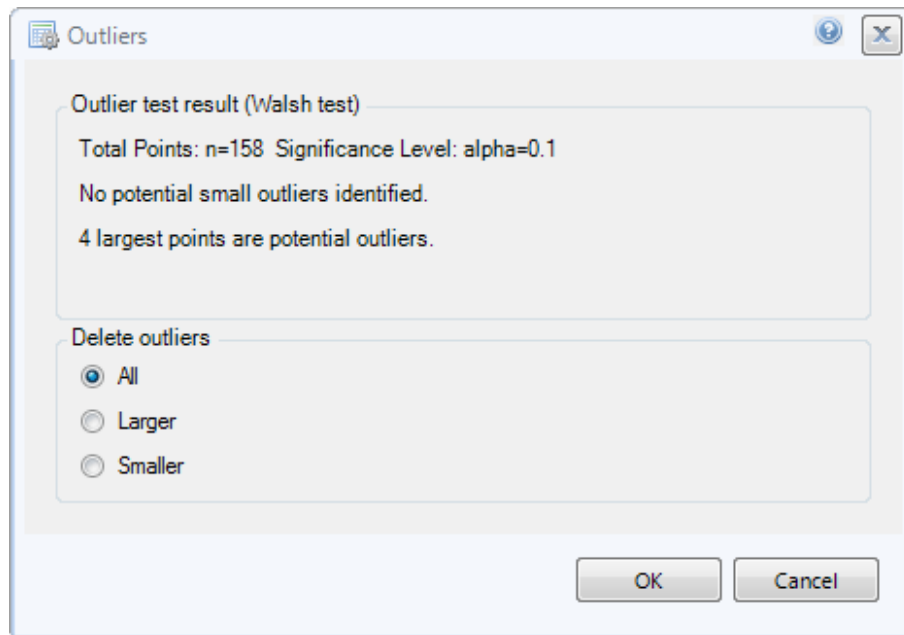 Outliers
Outlier test result (Walsh test)
Total Points: n=158  Significance Level: alpha=0.1
No potential small outliers identified.
4 largest points are potential outliers.
Delete outliers
All
Larger
Smaller
OK
Cancel